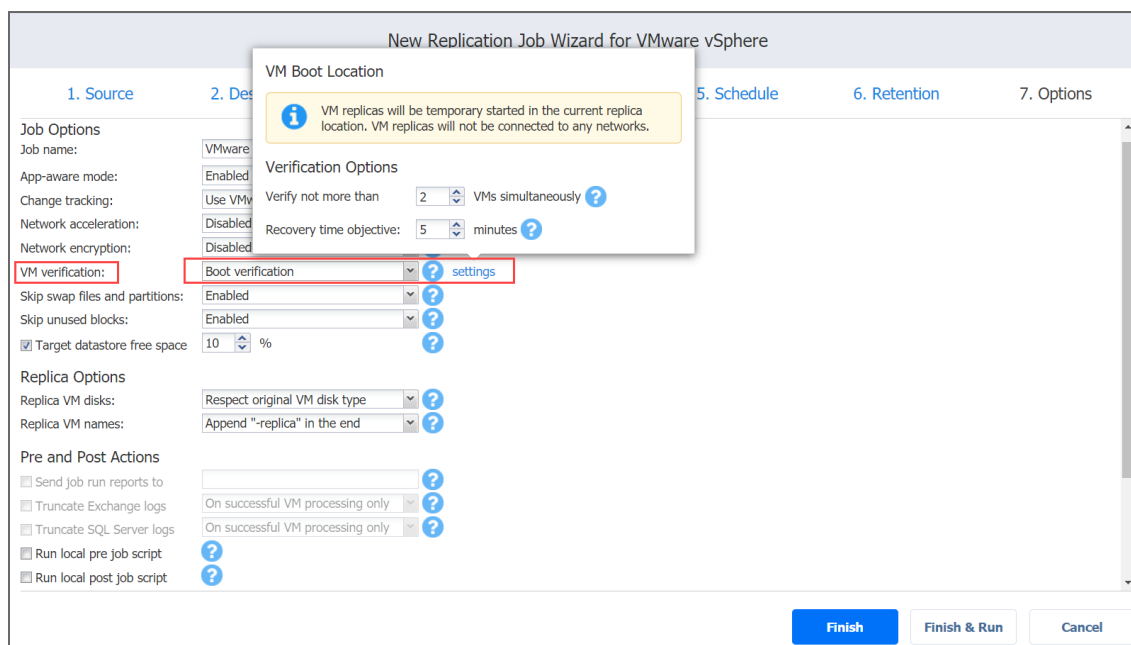 New Replication Job Wizard for VMware vSphere
1. Source
2. Des
5. Schedule
6. Retention
7. Options
VM Boot Location
VM replicas will be temporary started in the current replica
location. VM replicas will not be connected to any networks.
Verification Options
Verify not more than 2 VMs simultaneously ?
Recovery time objective: 5 minutes ?
Job Options
Job name: VMware
App-aware mode: Enabled
Change tracking: Use VMw
Network acceleration: Disabled
Network encryption: Disabled
VM verification: Boot verification ? settings
Skip swap files and partitions: Enabled ?
Skip unused blocks: Enabled ?
Target datastore free space 10 % ?
Replica Options
Replica VM disks: Respect original VM disk type ?
Replica VM names: Append "-replica" in the end ?
Pre and Post Actions
Send job run reports to ?
Truncate Exchange logs On successful VM processing only ?
Truncate SQL Server logs On successful VM processing only ?
Run local pre job script ?
Run local post job script ?
Finish
Finish & Run
Cancel